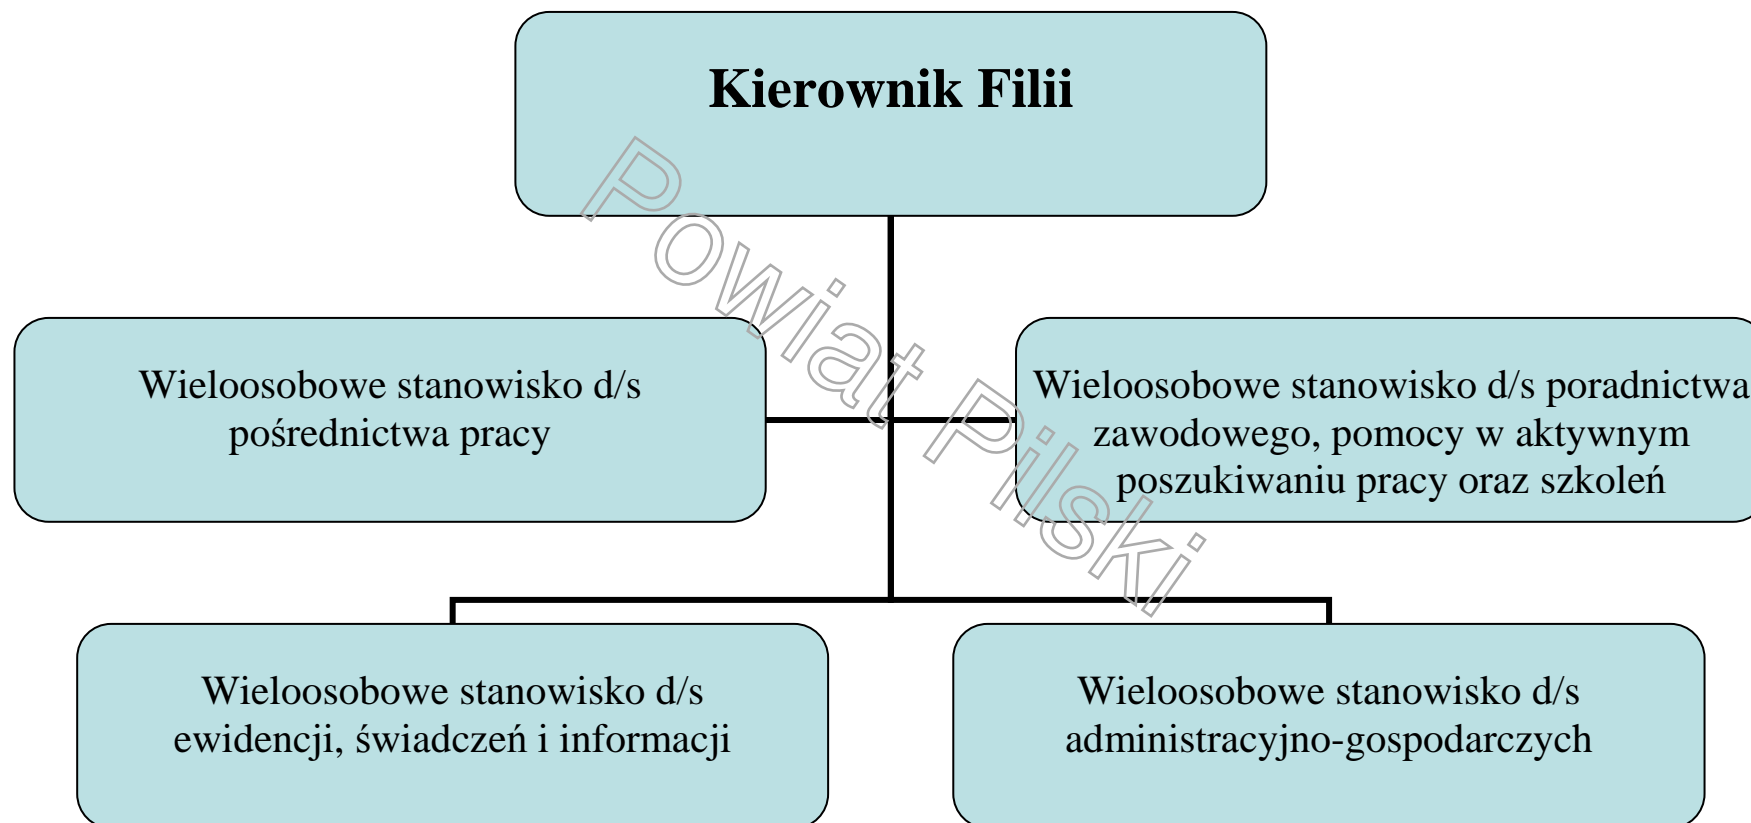 Kierownik Filii
Powiat Pilski
Wieloosobowe stanowisko d/s
pośrednictwa pracy
Wieloosobowe stanowisko d/s poradnictwa
zawodowego, pomocy w aktywnym
poszukiwaniu pracy oraz szkoleń
Wieloosobowe stanowisko d/s
ewidencji, świadczeń i informacji
Wieloosobowe stanowisko d/s
administracyjno-gospodarczych